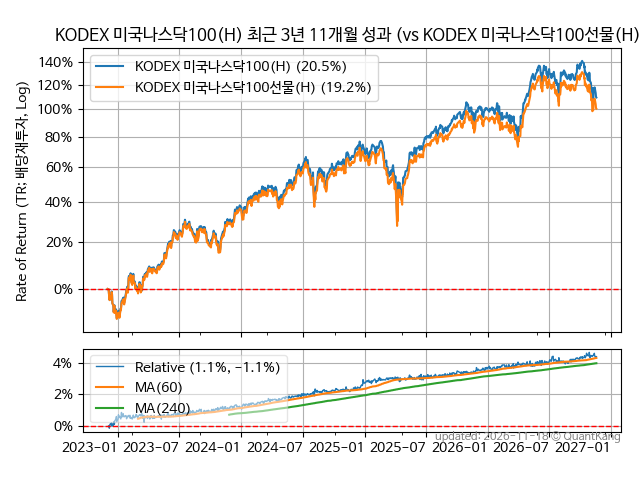 KODEX 미국나스닥100(H) 최근 3년 11개월 성과 (vs KODEX 미국나스닥100선물(H)
Rate of Return (TR; 배당재투자, Log)
140%
120%
100%
80%
60%
40%
20%
0%
KODEX 미국나스닥100(H) (20.5%)
KODEX 미국나스닥100선물(H) (19.2%)
4%
2%
0%
Relative (1.1%, -1.1%)
MA(60)
MA(240)
2023-01 2023-07 2024-01 2024-07 2025-01 2025-07 2026-01 2026-07 2027-01
updated: 2026-11-18 © QuantKang